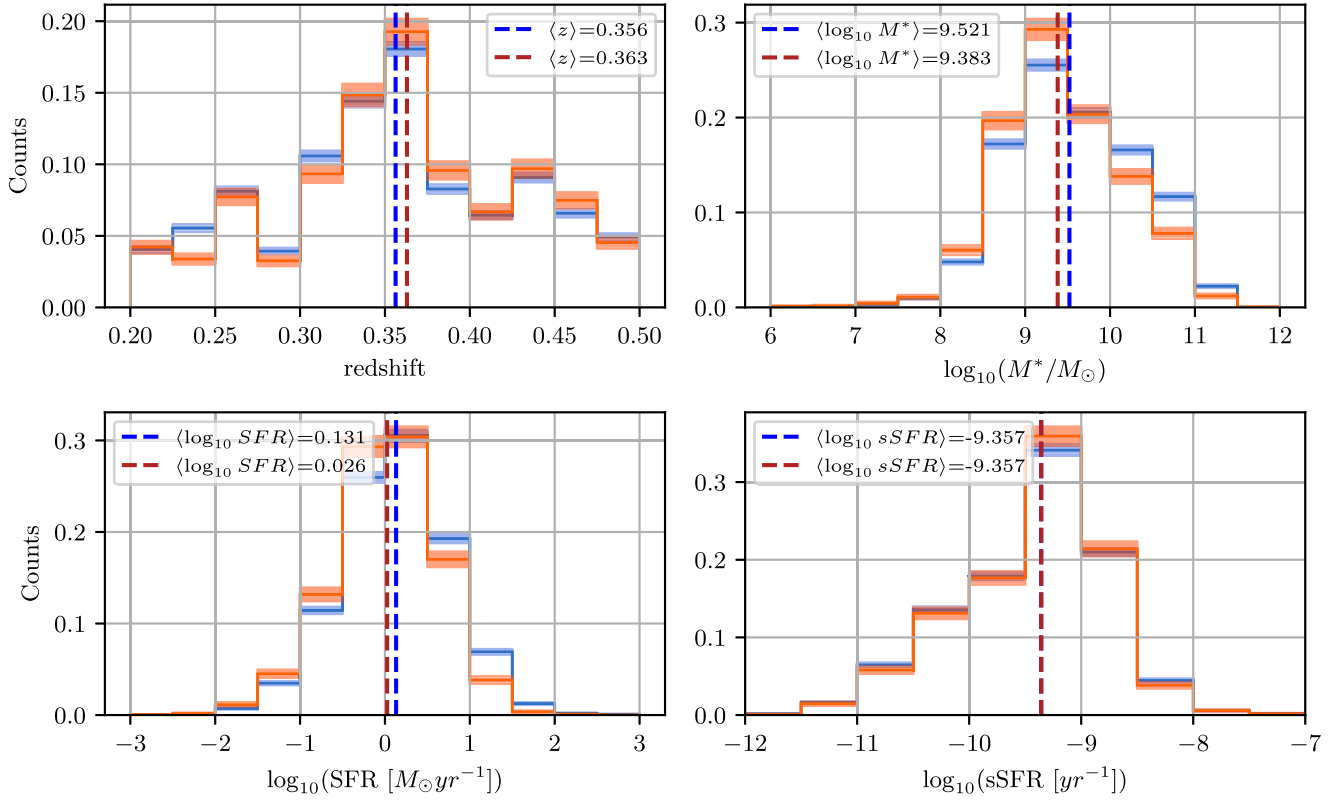 ⟨z⟩=0.356
⟨z⟩=0.363
0.20
0.15
0.10
0.05
0.00
Counts
0.20 0.25 0.30 0.35 0.40 0.45 0.50
redshift
⟨log₁₀ M*⟩=9.521
⟨log₁₀ M*⟩=9.383
0.3
0.2
0.1
0.0
6 7 8 9 10 11 12
log₁₀(M*/M⊙)
⟨log₁₀ SFR⟩=0.131
⟨log₁₀ SFR⟩=0.026
0.3
0.2
0.1
0.0
Counts
−3 −2 −1 0 1 2 3
log₁₀(SFR [M⊙yr⁻¹])
⟨log₁₀ sSFR⟩=-9.357
⟨log₁₀ sSFR⟩=-9.357
0.3
0.2
0.1
0.0
−12 −11 −10 −9 −8 −7
log₁₀(sSFR [yr⁻¹])